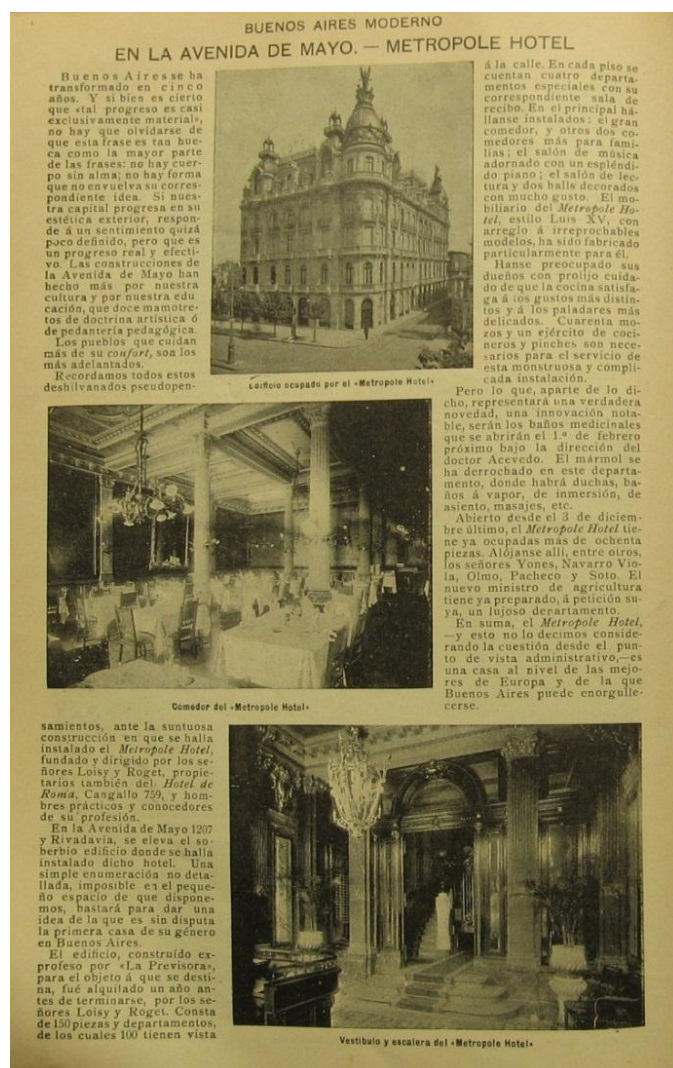 BUENOS AIRES MODERNO
EN LA AVENIDA DE MAYO. — METROPOLE HOTEL
Buenos Aires se ha
transformado en cinco
años. Y si bien es cierto
que «tal progreso es casi
exclusivamente material»,
no hay que olvidarse de
que esta frase es tan hue-
ca como la mayor parte
de las frases: no hay cuer-
po sin alma; no hay forma
que no envuelva su corres-
pondiente idea. Si nues-
tra capital progresa en su
estética exterior, respon-
de á un sentimiento quizá
poco definido, pero que es
un progreso real y efecti-
vo. Las construcciones de
la Avenida de Mayo han
hecho más por nuestra
cultura y por nuestra edu
cación, que doce mamotre-
tos de doctrina artística ó
de pedantería pedagógica.
Los pueblos que cuidan
más de su confort, son los
más adelantados.
Recordamos todos estos
deshilvanados pseudopen-
Edificio ocupado por el «Metropole Hotel»
Comedor del «Metropole Hotel»
samientos, ante la suntuosa
construcción en que se halla
instalado el Metropole Hotel,
fundado y dirigido por los se-
ñores Loisy y Roget, propie-
tarios también del Hotel de
Roma, Cangallo 759, y hom-
bres prácticos y conocedores
de su profesión.
En la Avenida de Mayo 1207
y Rivadavia, se eleva el so-
berbio edificio donde se halla
instalado dicho hotel. Una
simple enumeración no deta-
llada, imposible en el peque-
ño espacio de que dispone-
mos, bastará para dar una
idea de la que es sin disputa
la primera casa de su género
en Buenos Aires.
El edificio, construído ex-
profeso por «La Previsora»,
para el objeto á que se desti-
na, fué alquilado un año an-
tes de terminarse, por los se-
ñores Loisy y Roget. Consta
de 150 piezas y departamentos,
de los cuales 100 tienen vista
á la calle. En cada piso se
cuentan cuatro departa-
mentos especiales con su
correspondiente sala de
recibo. En el principal há-
llanse instalados: el gran
comedor, y otros dos co-
medores más para fami-
lias; el salón de música
adornado con un espléndi-
do piano; el salón de lec-
tura y dos halls decorados
con mucho gusto. El mo-
biliario del Metropole Ho-
tel, estilo Luis XV, con
arreglo á irreprochables
modelos, ha sido fabricado
particularmente para él.
Hanse preocupado sus
dueños con prolijo cuida-
do de que la cocina satisfa-
ga á los gustos más distin-
tos y á los paladares más
delicados. Cuarenta mo-
zos y un ejército de coci-
neros y pinches son nece-
sarios para el servicio de
esta monstruosa y compli-
cada instalación.
Pero lo que, aparte de lo di-
cho, representará una verdadera
novedad, una innovación nota-
ble, serán los baños medicinales
que se abrirán el 1.º de febrero
próximo bajo la dirección del
doctor Acevedo. El mármol se
ha derrochado en este departa-
mento, donde habrá duchas, ba-
ños á vapor, de inmersión, de
asiento, masajes, etc.
Abierto desde el 3 de diciem-
bre último, el Metropole Hotel tie-
ne ya ocupadas más de ochenta
piezas. Alójanse allí, entre otros,
los señores Yones, Navarro Vio-
la, Olmo, Pacheco y Soto. El
nuevo ministro de agricultura
tiene ya preparado, á petición su-
ya, un lujoso departamento.
En suma, el Metropole Hotel,
—y esto no lo decimos conside-
rando la cuestión desde el pun-
to de vista administrativo,—es
una casa al nivel de las mejo-
res de Europa y de la que
Buenos Aires puede enorgulle-
cerse.
Vestíbulo y escalera del «Metropole Hotel»